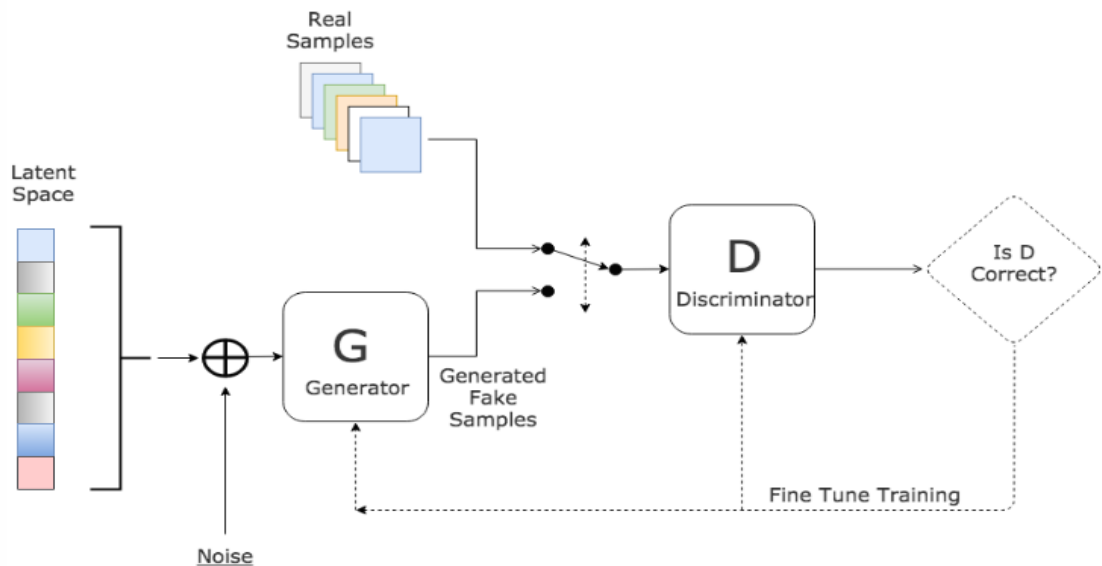 Real
Samples
Latent
Space
G
Generator
Generated
Fake
Samples
D
Discriminator
Is D
Correct?
Fine Tune Training
Noise